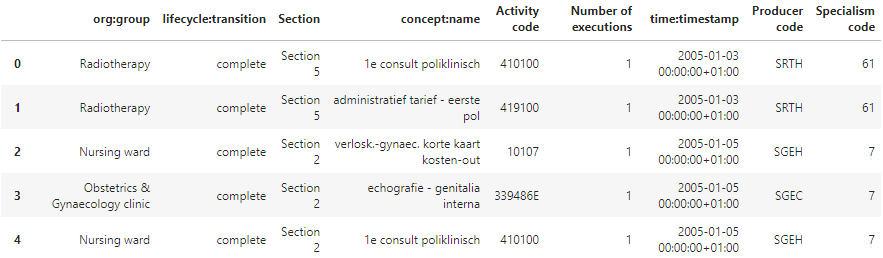 org:group lifecycle:transition Section concept:name Activity code Number of executions time:timestamp Producer code Specialism code
0 Radiotherapy complete Section 5 1e consult poliklinisch 410100 1 2005-01-03 00:00:00+01:00 SRTH 61
1 Radiotherapy complete Section 5 administratief tarief - eerste pol 419100 1 2005-01-03 00:00:00+01:00 SRTH 61
2 Nursing ward complete Section 2 verlosk.-gynaec. korte kaart kosten-out 10107 1 2005-01-05 00:00:00+01:00 SGEH 7
3 Obstetrics & Gynaecology clinic complete Section 2 echografie - genitalia interna 339486E 1 2005-01-05 00:00:00+01:00 SGEC 7
4 Nursing ward complete Section 2 1e consult poliklinisch 410100 1 2005-01-05 00:00:00+01:00 SGEH 7